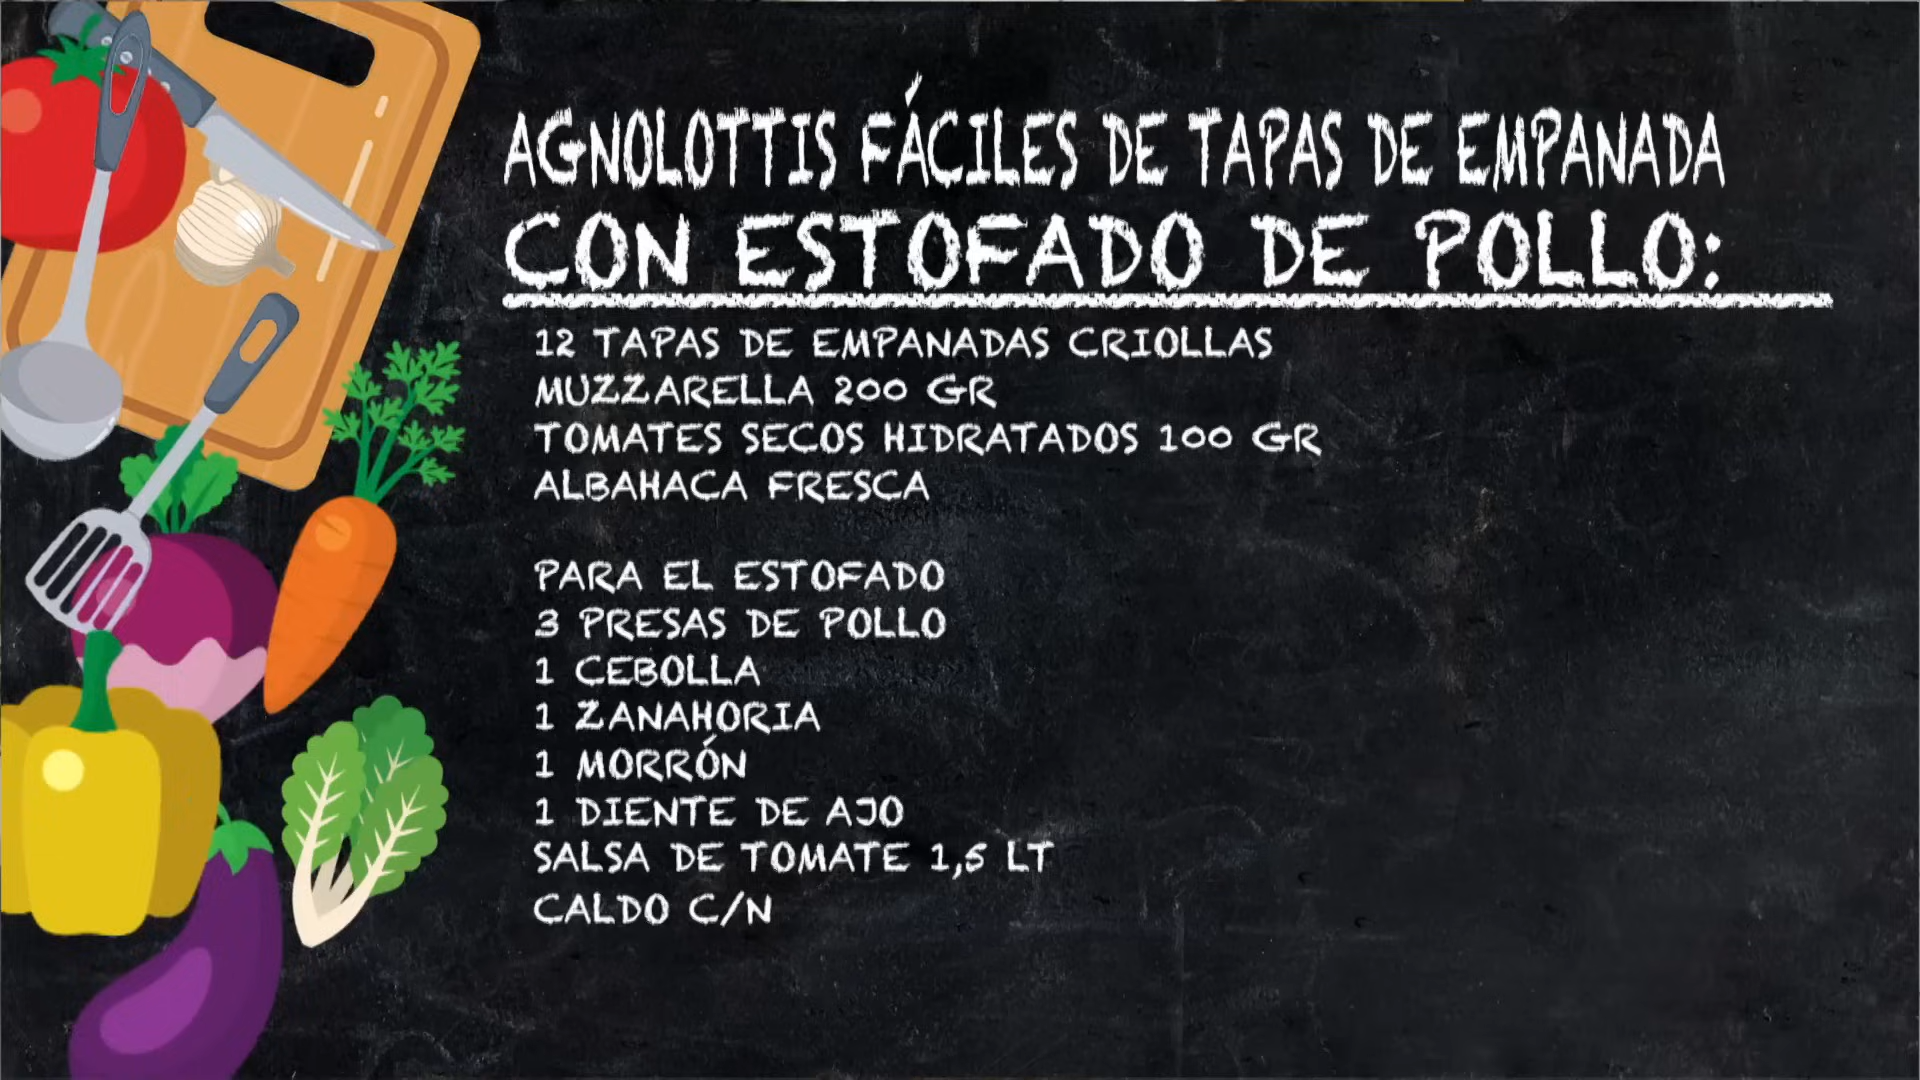 AGNOLOTTIS FÁCILES DE TAPAS DE EMPANADA
CON ESTOFADO DE POLLO:
12 TAPAS DE EMPANADAS CRIOLLAS
MUZZARELLA 200 GR
TOMATES SECOS HIDRATADOS 100 GR
ALBAHACA FRESCA
PARA EL ESTOFADO
3 PRESAS DE POLLO
1 CEBOLLA
1 ZANAHORIA
1 MORRÓN
1 DIENTE DE AJO
SALSA DE TOMATE 1,5 LT
CALDO C/N